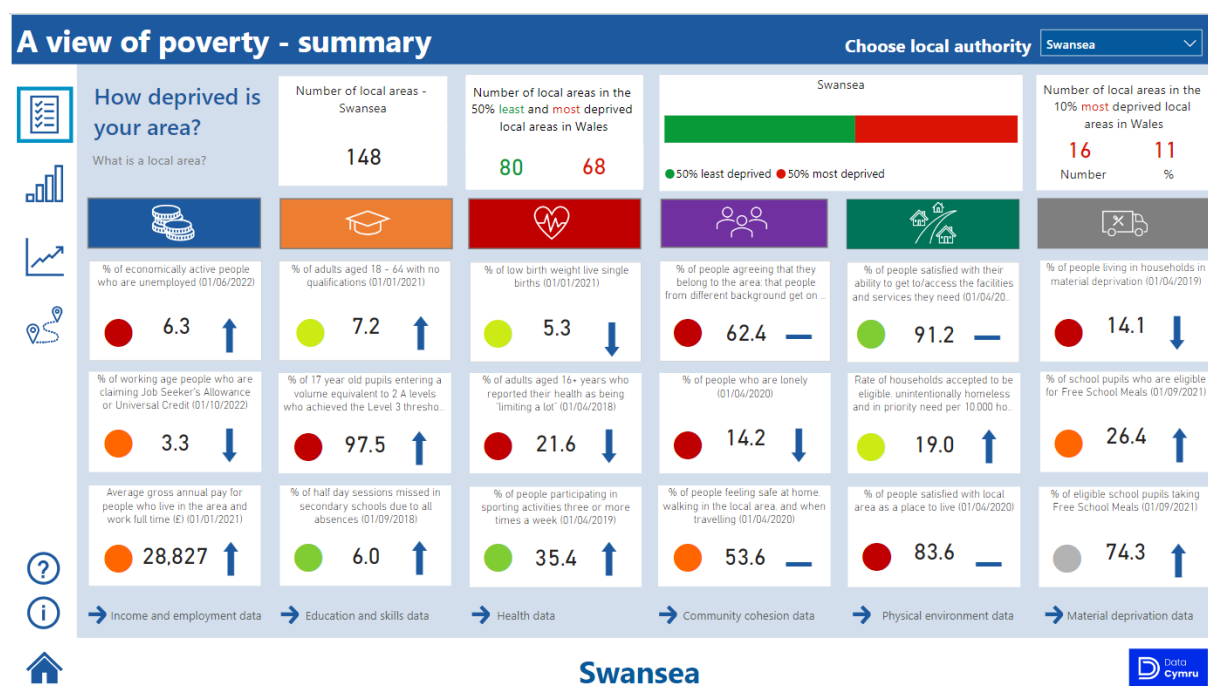 A view of poverty - summary
Choose local authority
Swansea
How deprived is
your area?
What is a local area?
Number of local areas -
Swansea
148
Number of local areas in the
50% least and most deprived
local areas in Wales
80 68
Swansea
50% least deprived 50% most deprived
Number of local areas in the
10% most deprived local
areas in Wales
16 11
Number %
% of economically active people
who are unemployed (01/06/2022)
6.3
% of adults aged 18 - 64 with no
qualifications (01/01/2021)
7.2
% of low birth weight live single
births (01/01/2021)
5.3
% of people agreeing that they
belong to the area: that people
from different background get on ..
62.4
% of people satisfied with their
ability to get to/access the facilities
and services they need (01/04/20..
91.2
% of people living in households in
material deprivation (01/04/2019)
14.1
% of working age people who are
claiming Job Seeker's Allowance
or Universal Credit (01/10/2022)
3.3
% of 17 year old pupils entering a
volume equivalent to 2 A levels
who achieved the Level 3 thresho..
97.5
% of adults aged 16+ years who
reported their health as being
"limiting a lot" (01/04/2018)
21.6
% of people who are lonely
(01/04/2020)
14.2
Rate of households accepted to be
eligible, unintentionally homeless
and in priority need per 10,000 ho..
19.0
% of school pupils who are eligible
for Free School Meals (01/09/2021)
26.4
Average gross annual pay for
people who live in the area and
work full time (£) (01/01/2021)
28,827
% of half day sessions missed in
secondary schools due to all
absences (01/09/2018)
6.0
% of people participating in
sporting activities three or more
times a week (01/04/2019)
35.4
% of people feeling safe at home,
walking in the local area, and when
travelling (01/04/2020)
53.6
% of people satisfied with local
area as a place to live (01/04/2020)
83.6
% of eligible school pupils taking
Free School Meals (01/09/2021)
74.3
Income and employment data
Education and skills data
Health data
Community cohesion data
Physical environment data
Material deprivation data
Swansea
Data
Cymru